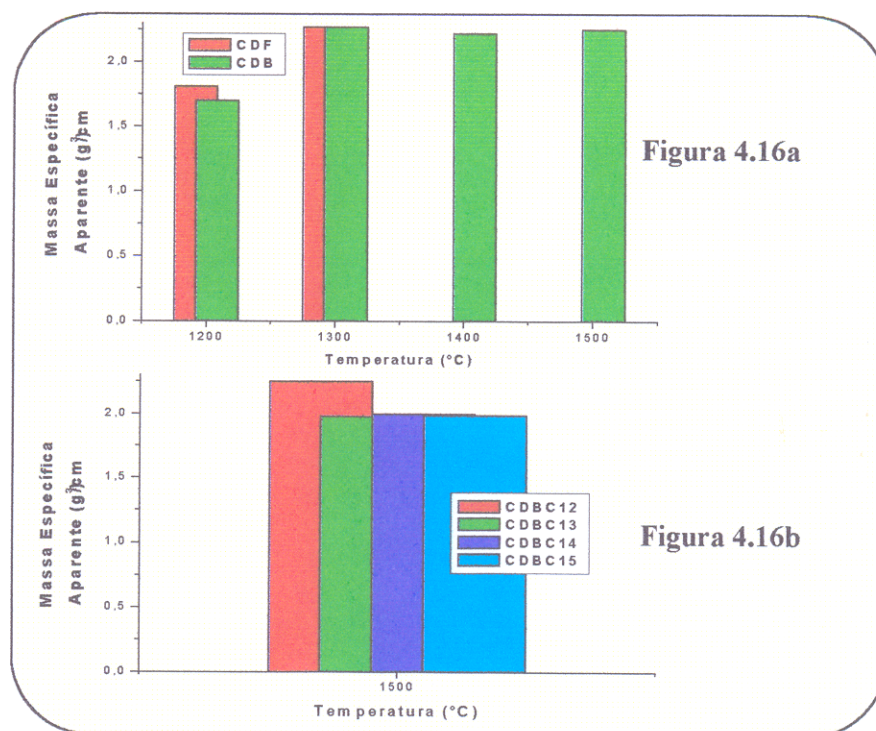 Massa Específica
Aparente (g/cm³)
2,0
1,5
1,0
0,5
0,0
CDF
CDB
1200
1300
1400
1500
Temperatura (°C)
Figura 4.16a
Massa Específica
Aparente (g/cm³)
2,0
1,5
1,0
0,5
0,0
CDBC12
CDBC13
CDBC14
CDBC15
1500
Temperatura (°C)
Figura 4.16b